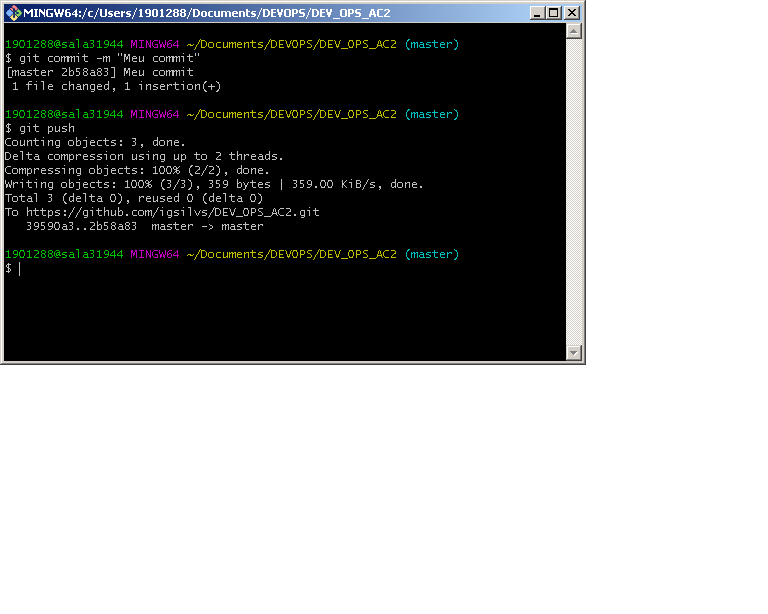 MINGW64:/c/Users/1901288/Documents/DEVOPS/DEV_OPS_AC2
1901288@sala31944 MINGW64 ~/Documents/DEVOPS/DEV_OPS_AC2 (master)
$ git commit -m "Meu commit"
[master 2b58a83] Meu commit
 1 file changed, 1 insertion(+)
1901288@sala31944 MINGW64 ~/Documents/DEVOPS/DEV_OPS_AC2 (master)
$ git push
Counting objects: 3, done.
Delta compression using up to 2 threads.
Compressing objects: 100% (2/2), done.
Writing objects: 100% (3/3), 359 bytes | 359.00 KiB/s, done.
Total 3 (delta 0), reused 0 (delta 0)
To https://github.com/igsilvs/DEV_OPS_AC2.git
   39590a3..2b58a83  master -> master
1901288@sala31944 MINGW64 ~/Documents/DEVOPS/DEV_OPS_AC2 (master)
$